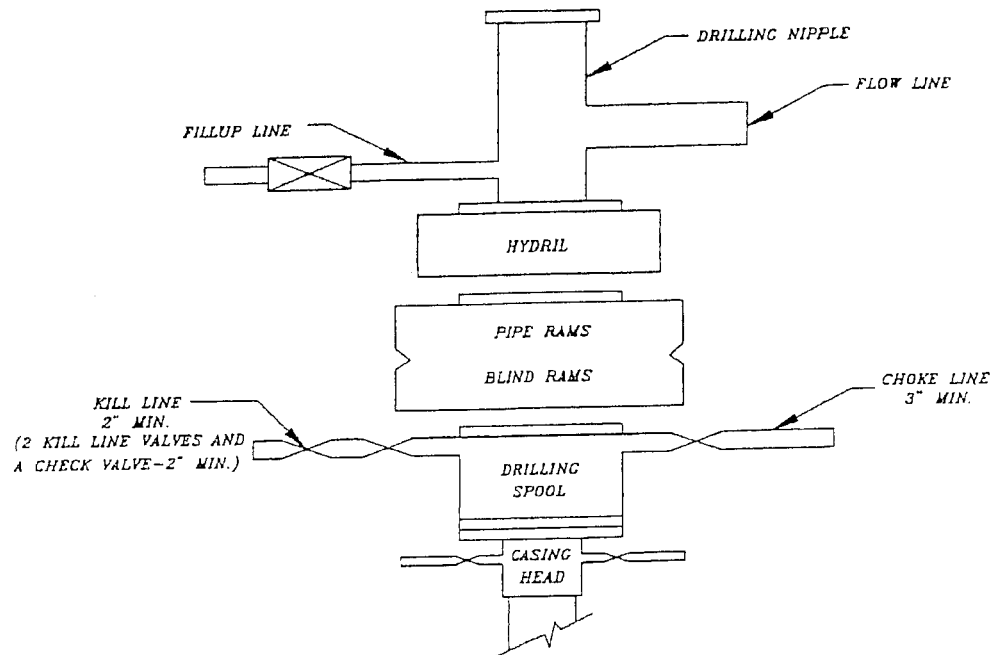 DRILLING NIPPLE
FLOW LINE
FILLUP LINE
HYDRIL
PIPE RAMS
BLIND RAMS
CHOKE LINE
3" MIN.
KILL LINE
2" MIN.
(2 KILL LINE VALVES AND
A CHECK VALVE-2" MIN.)
DRILLING
SPOOL
CASING
HEAD